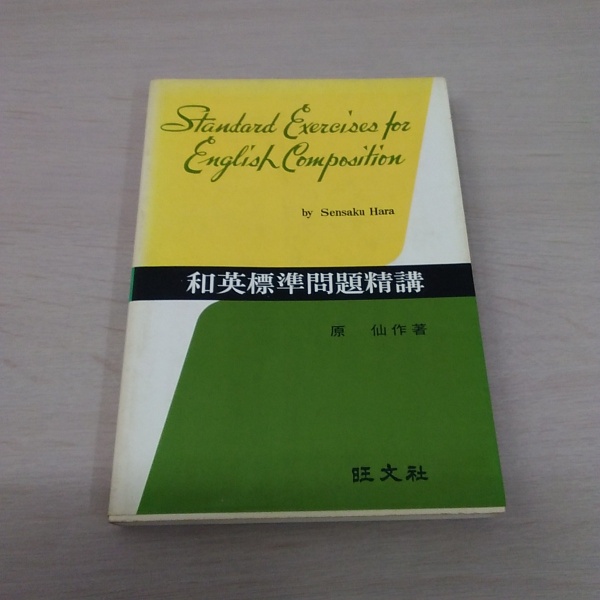 Standard Exercises for
English Composition
by Sensaku Hara
和英標準問題精講
原 仙作著
旺文社